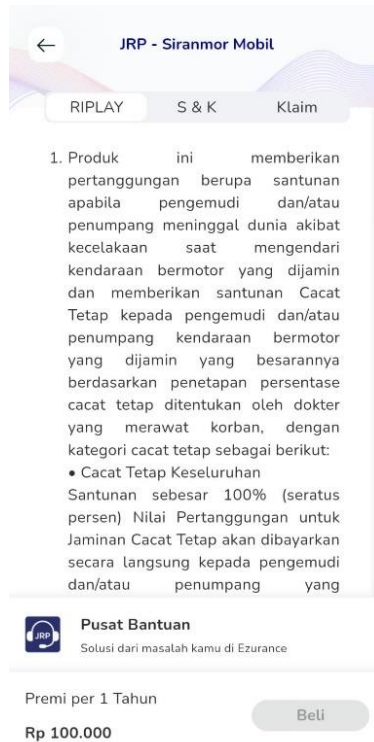 JRP - Siranmor Mobil
RIPLAY S & K Klaim
1. Produk ini memberikan
pertanggungan berupa santunan
apabila pengemudi dan/atau
penumpang meninggal dunia akibat
kecelakaan saat mengendari
kendaraan bermotor yang dijamin
dan memberikan santunan Cacat
Tetap kepada pengemudi dan/atau
penumpang kendaraan bermotor
yang dijamin yang besarannya
berdasarkan penetapan persentase
cacat tetap ditentukan oleh dokter
yang merawat korban, dengan
kategori cacat tetap sebagai berikut:
• Cacat Tetap Keseluruhan
Santunan sebesar 100% (seratus
persen) Nilai Pertanggungan untuk
Jaminan Cacat Tetap akan dibayarkan
secara langsung kepada pengemudi
dan/atau penumpang yang
JRP
Pusat Bantuan
Solusi dari masalah kamu di Ezurance
Premi per 1 Tahun
Rp 100.000
Beli